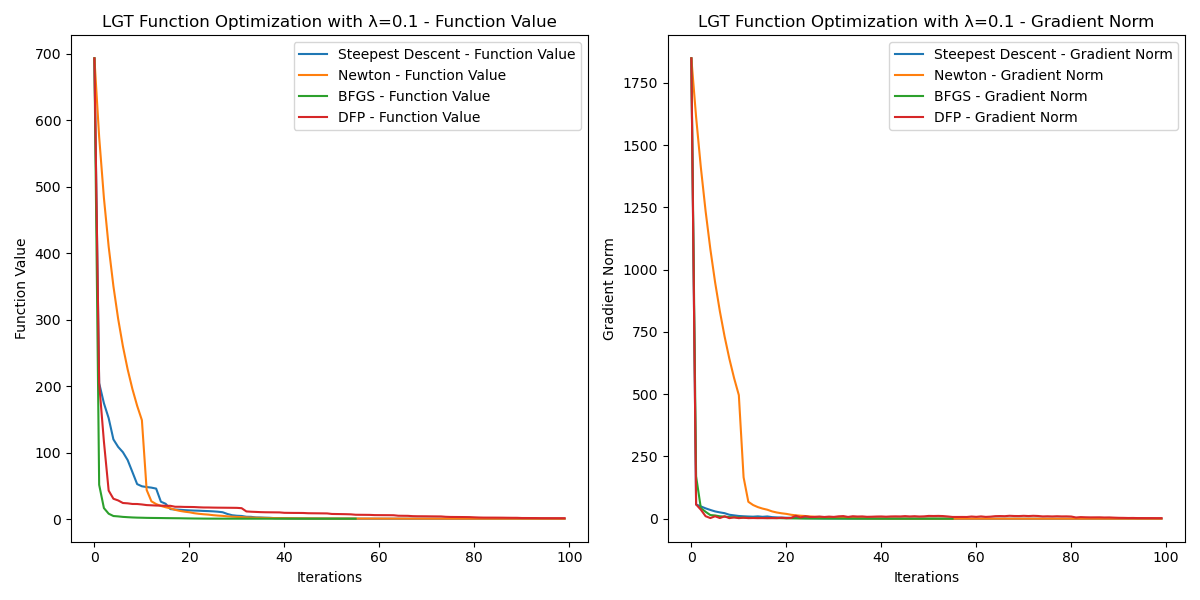 LGT Function Optimization with λ=0.1 - Function Value
700
600
500
400
300
200
100
0
Function Value
Steepest Descent - Function Value
Newton - Function Value
BFGS - Function Value
DFP - Function Value
0 20 40 60 80 100
Iterations
LGT Function Optimization with λ=0.1 - Gradient Norm
1750
1500
1250
1000
750
500
250
0
Gradient Norm
Steepest Descent - Gradient Norm
Newton - Gradient Norm
BFGS - Gradient Norm
DFP - Gradient Norm
0 20 40 60 80 100
Iterations